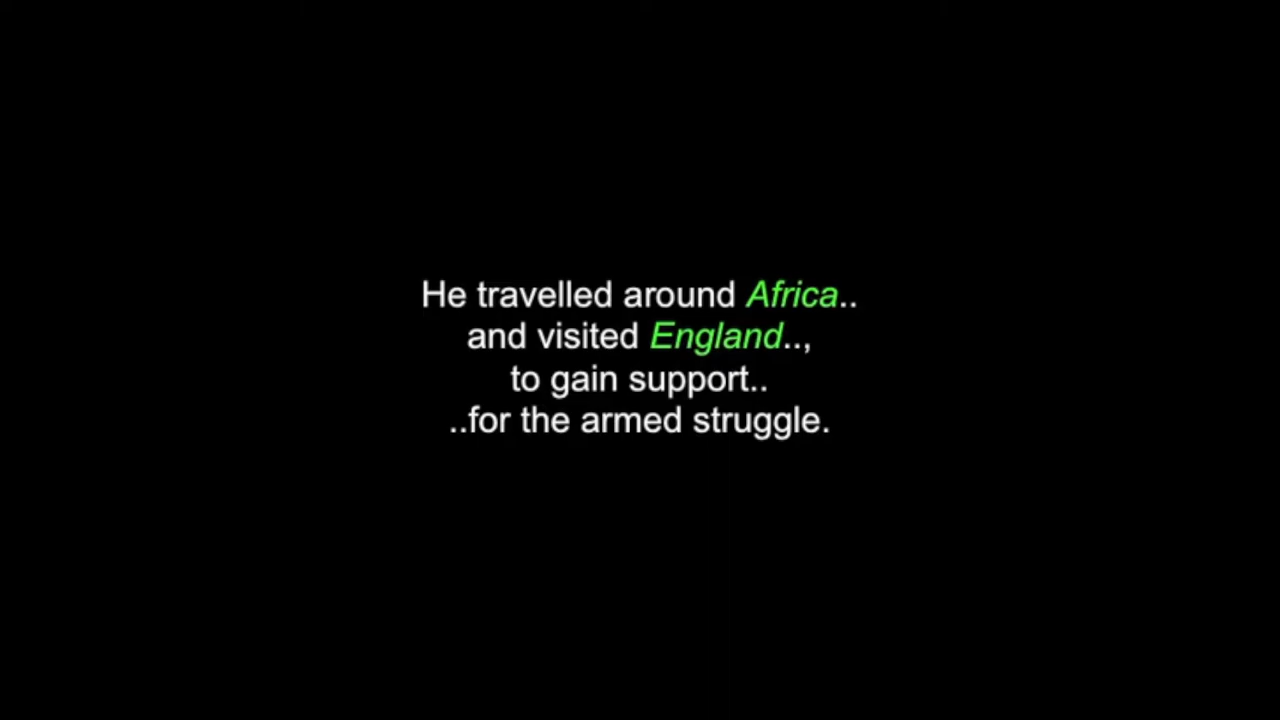 He travelled around Africa..
and visited England..,
to gain support..
..for the armed struggle.